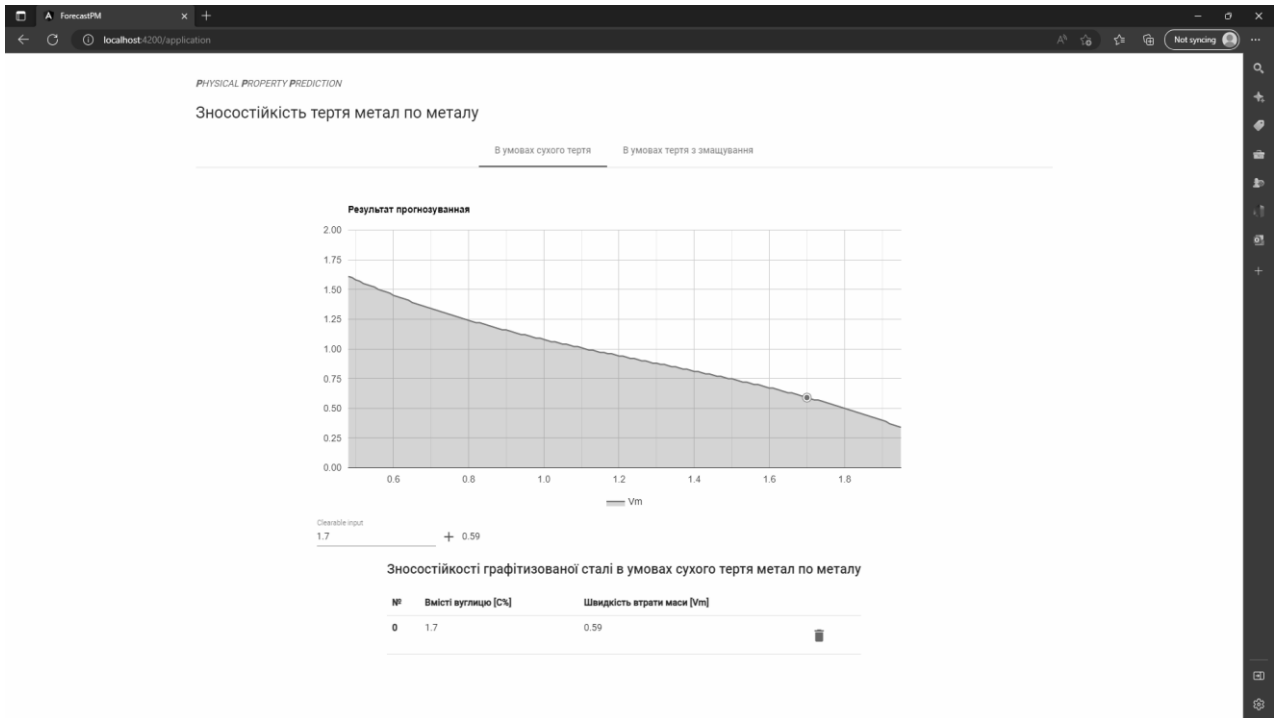 ForecastPM
localhost:4200/application
Not syncing
PHYSICAL PROPERTY PREDICTION
Зносостійкість тертя метал по металу
В умовах сухого тертя
В умовах тертя з змащування
Результат прогнозуванная
2.00
1.75
1.50
1.25
1.00
0.75
0.50
0.25
0.00
0.6 0.8 1.0 1.2 1.4 1.6 1.8
Vm
Clearable input
1.7 + 0.59
Зносостійкості графітизованої сталі в умовах сухого тертя метал по металу
№ Вмісті вуглицю [C%] Швидкість втрати маси [Vm]
0 1.7 0.59